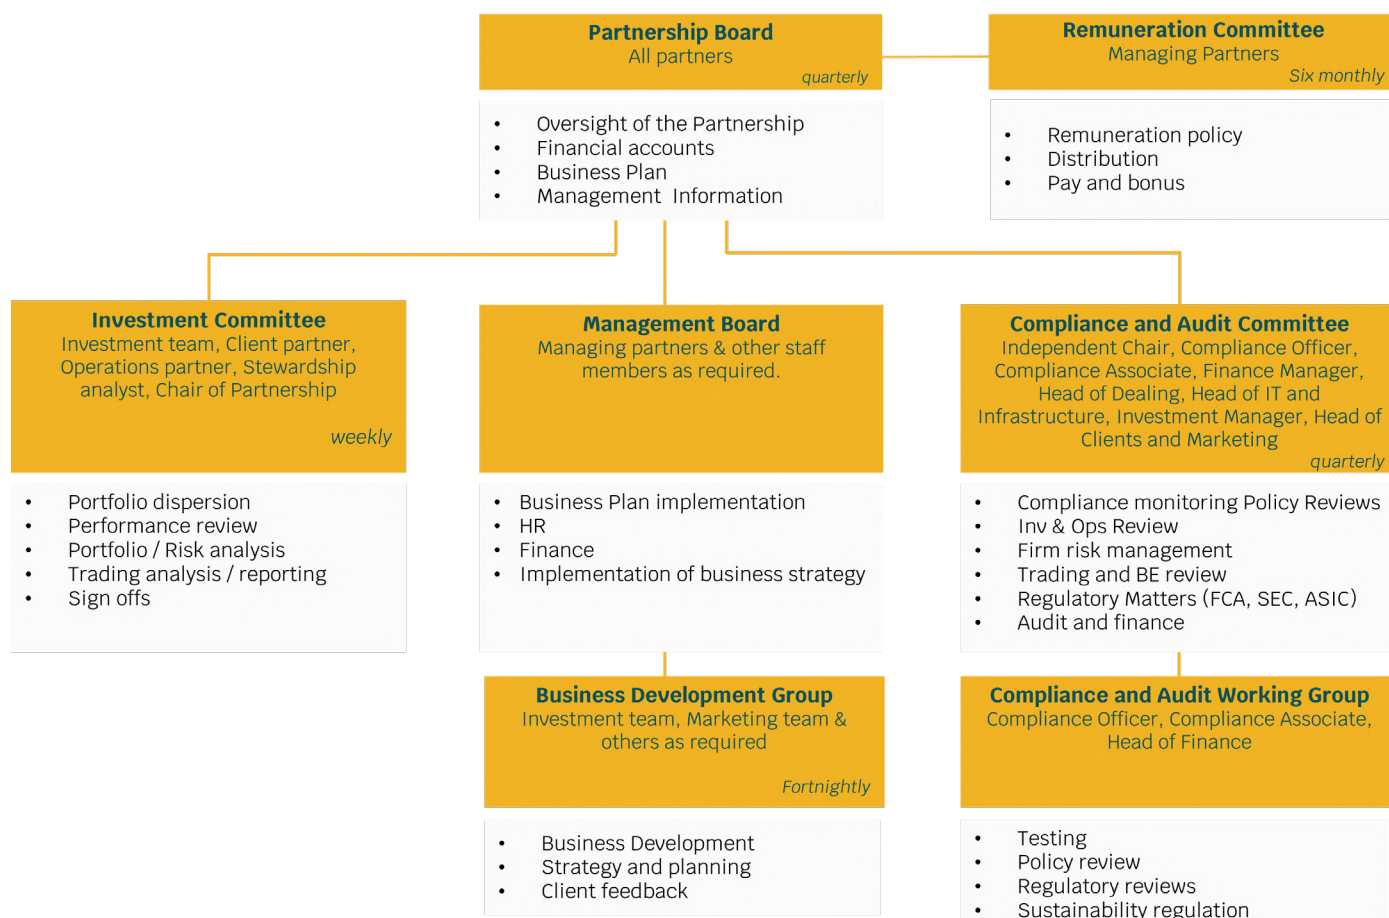 Partnership Board
All partners
quarterly
Remuneration Committee
Managing Partners
Six monthly
• Oversight of the Partnership
• Financial accounts
• Business Plan
• Management Information
• Remuneration policy
• Distribution
• Pay and bonus
Investment Committee
Investment team, Client partner,
Operations partner, Stewardship
analyst, Chair of Partnership
weekly
Management Board
Managing partners & other staff
members as required.
Compliance and Audit Committee
Independent Chair, Compliance Officer,
Compliance Associate, Finance Manager,
Head of Dealing, Head of IT and
Infrastructure, Investment Manager, Head of
Clients and Marketing
quarterly
• Portfolio dispersion
• Performance review
• Portfolio / Risk analysis
• Trading analysis / reporting
• Sign offs
• Business Plan implementation
• HR
• Finance
• Implementation of business strategy
• Compliance monitoring Policy Reviews
• Inv & Ops Review
• Firm risk management
• Trading and BE review
• Regulatory Matters (FCA, SEC, ASIC)
• Audit and finance
Business Development Group
Investment team, Marketing team &
others as required
Fortnightly
Compliance and Audit Working Group
Compliance Officer, Compliance Associate,
Head of Finance
• Business Development
• Strategy and planning
• Client feedback
• Testing
• Policy review
• Regulatory reviews
• Sustainability regulation